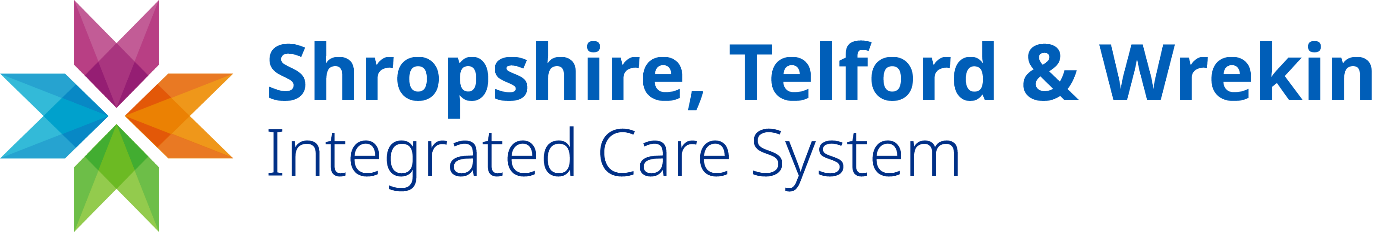 Shropshire, Telford & Wrekin
Integrated Care System